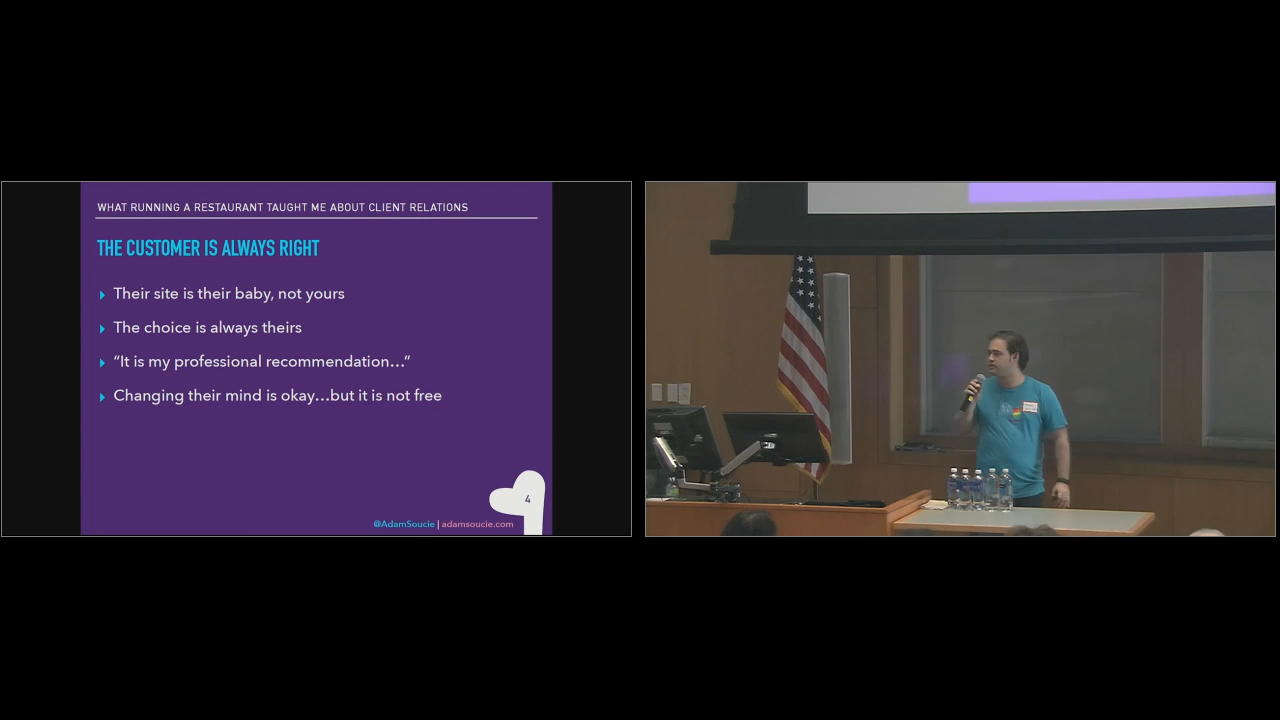 WHAT RUNNING A RESTAURANT TAUGHT ME ABOUT CLIENT RELATIONS
THE CUSTOMER IS ALWAYS RIGHT
Their site is their baby, not yours
The choice is always theirs
“It is my professional recommendation…”
Changing their mind is okay…but it is not free
4
@AdamSoucie | adamsoucie.com